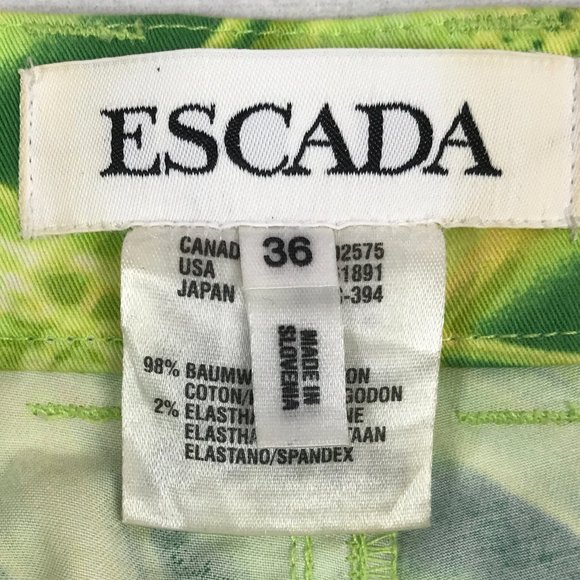 ESCADA
36
CANAD 02575
USA 61891
JAPAN -394
MADE IN
SLOVENIA
98% BAUMW ON
COTON/ GODON
2% ELASTHA NE
ELASTHA TAAN
ELASTANO/SPANDEX